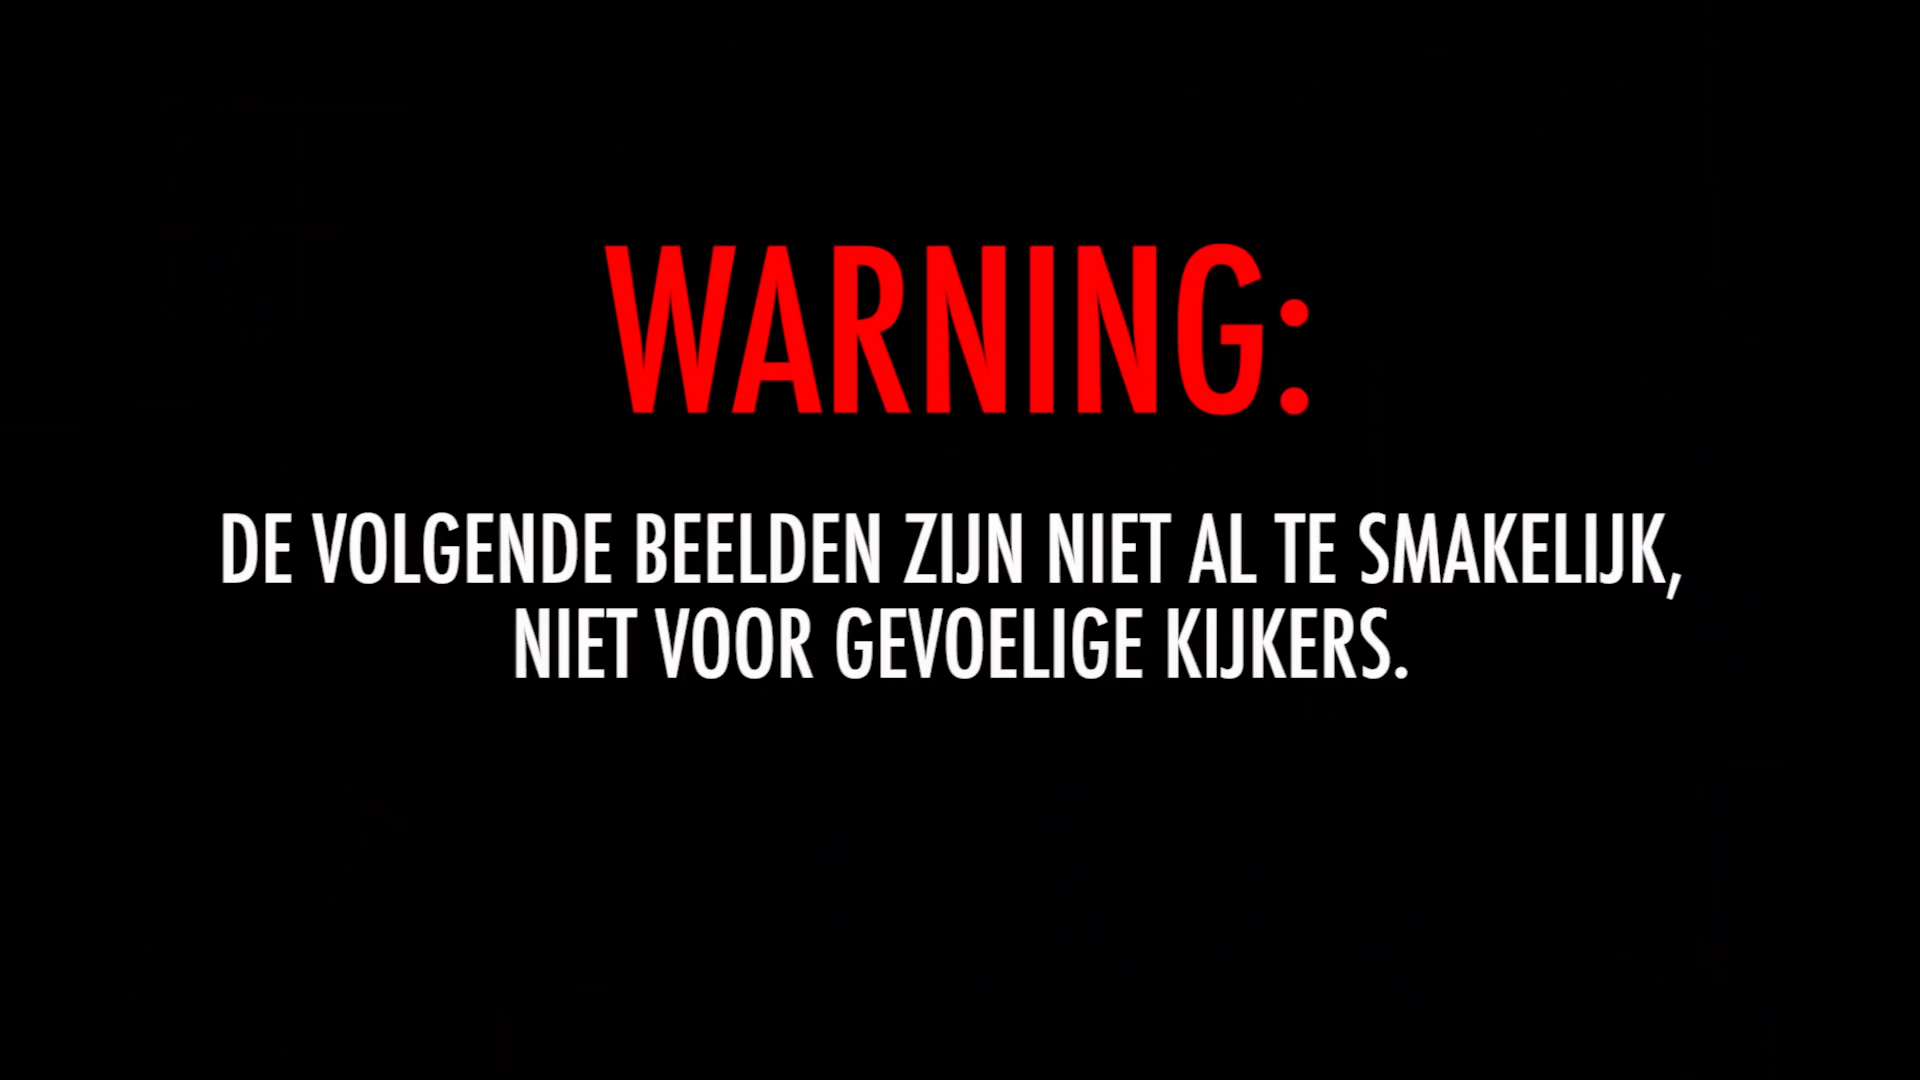 WARNING:
DE VOLGENDE BEELDEN ZIJN NIET AL TE SMAKELIJK,
NIET VOOR GEVOELIGE KIJKERS.